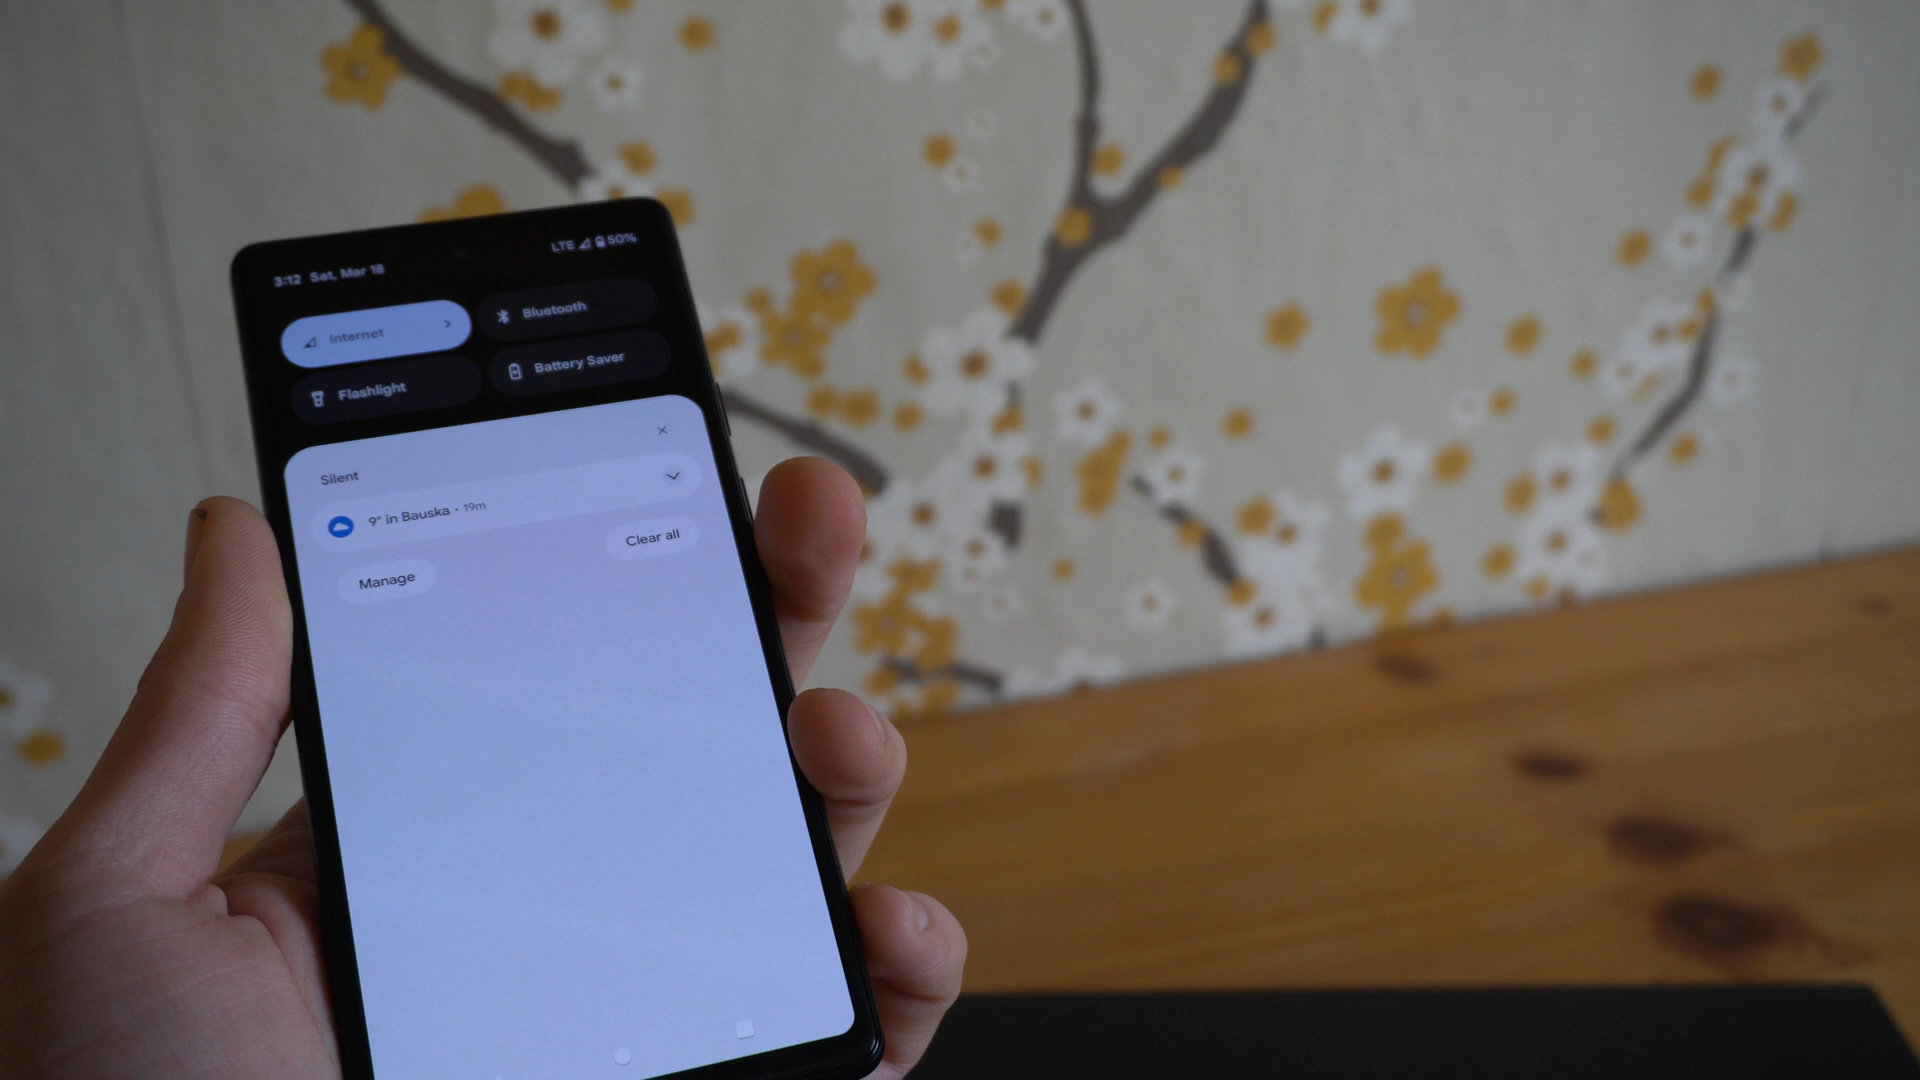 3:12 Sat, Mar 18
LTE 50%
Internet
Bluetooth
Flashlight
Battery Saver
Silent
9° in Bauska • 19m
Clear all
Manage